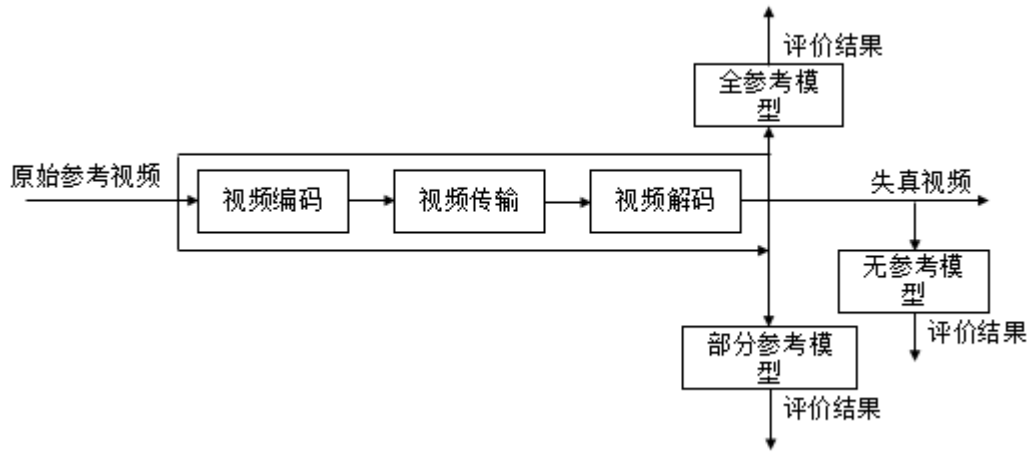 评价结果
全参考模
型
原始参考视频
视频编码
视频传输
视频解码
失真视频
无参考模
型
评价结果
部分参考模
型
评价结果